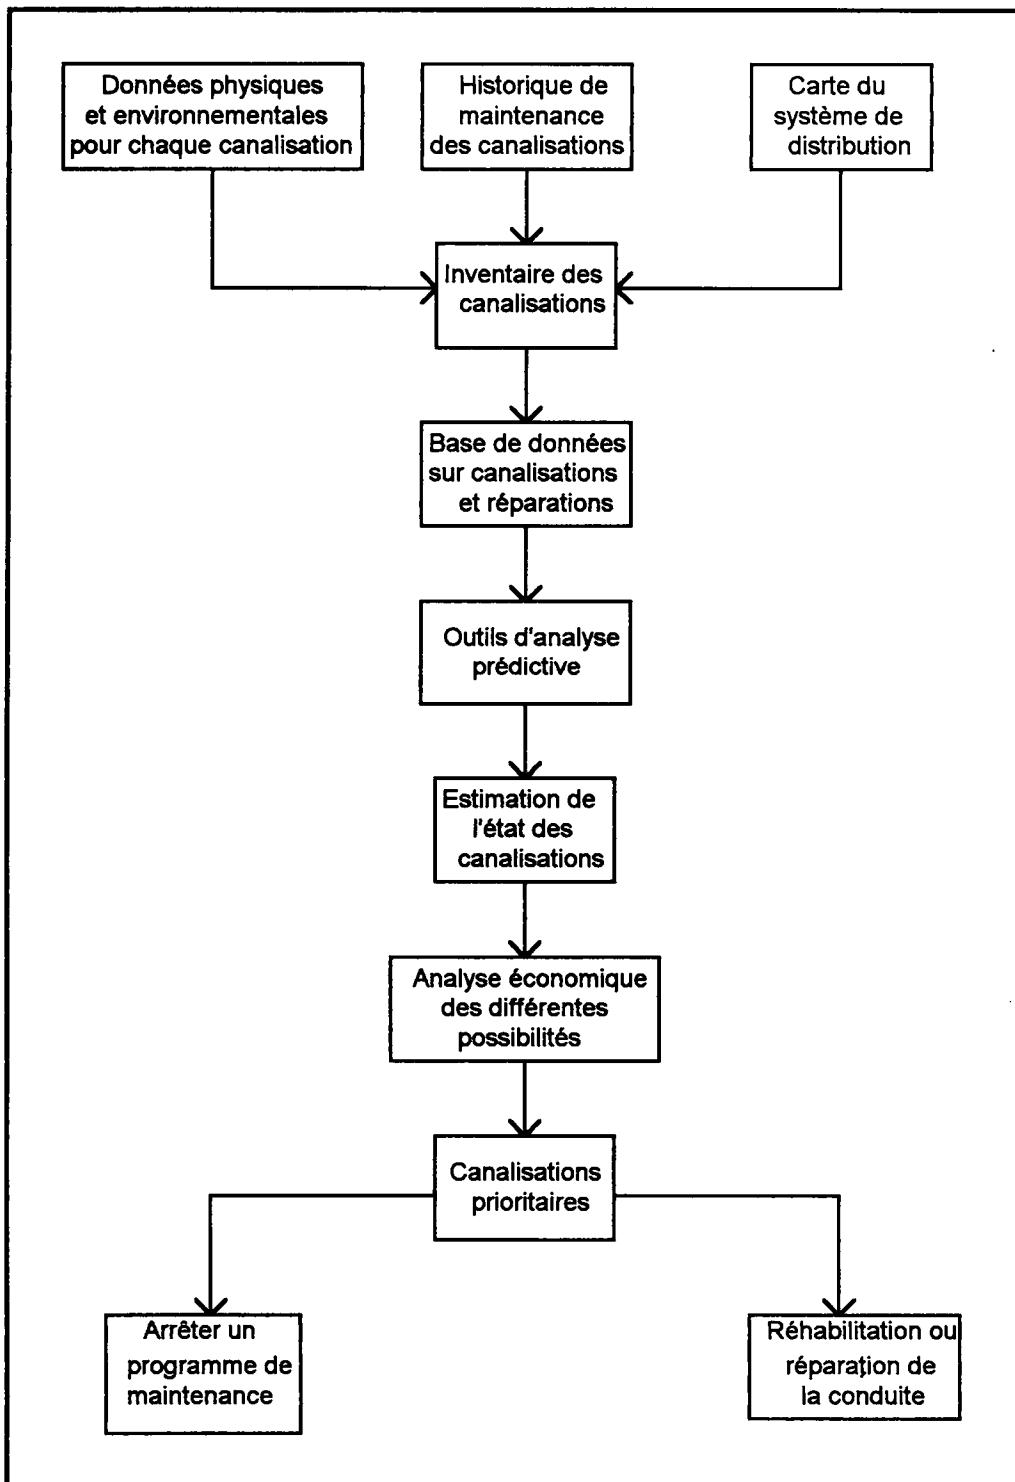 Données physiques
et environnementales
pour chaque canalisation
Historique de
maintenance
des canalisations
Carte du
système de
distribution
Inventaire des
canalisations
Base de données
sur canalisations
et réparations
Outils d'analyse
prédictive
Estimation de
l'état des
canalisations
Analyse économique
des différentes
possibilités
Canalisations
prioritaires
Arrêter un
programme de
maintenance
Réhabilitation ou
réparation de
la conduite